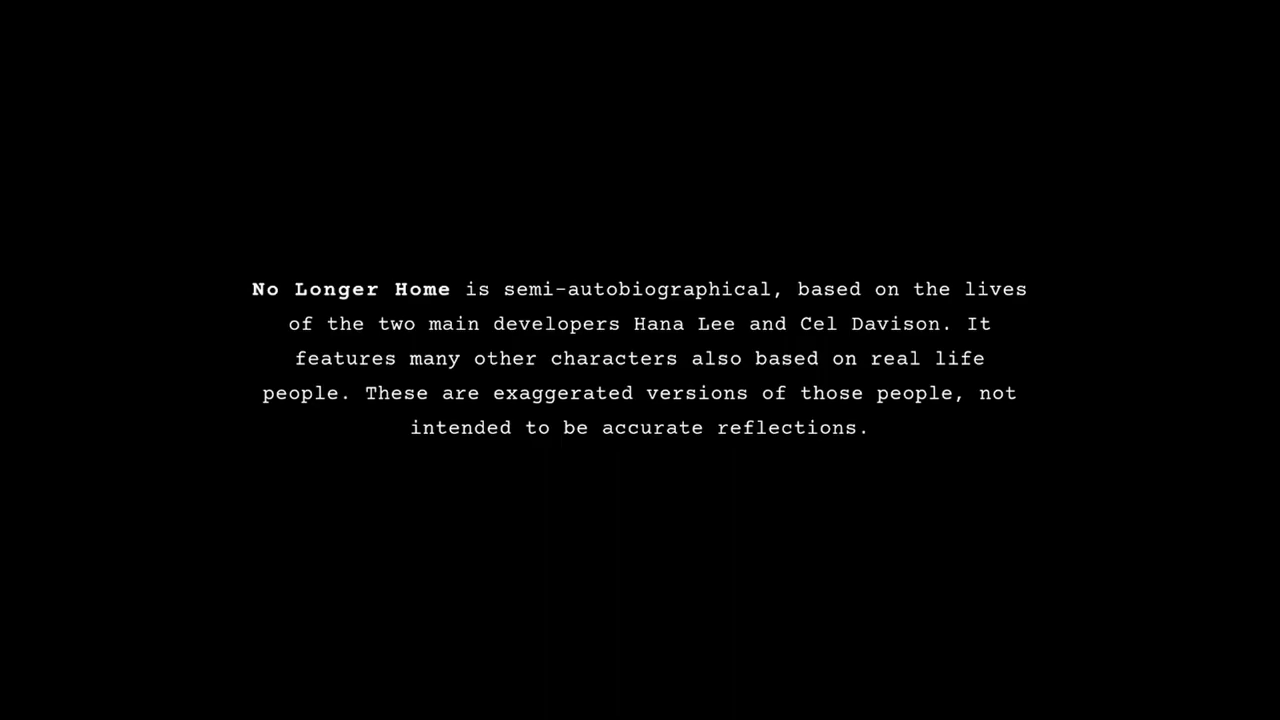 No Longer Home is semi-autobiographical, based on the lives
of the two main developers Hana Lee and Cel Davison. It
features many other characters also based on real life
people. These are exaggerated versions of those people, not
intended to be accurate reflections.